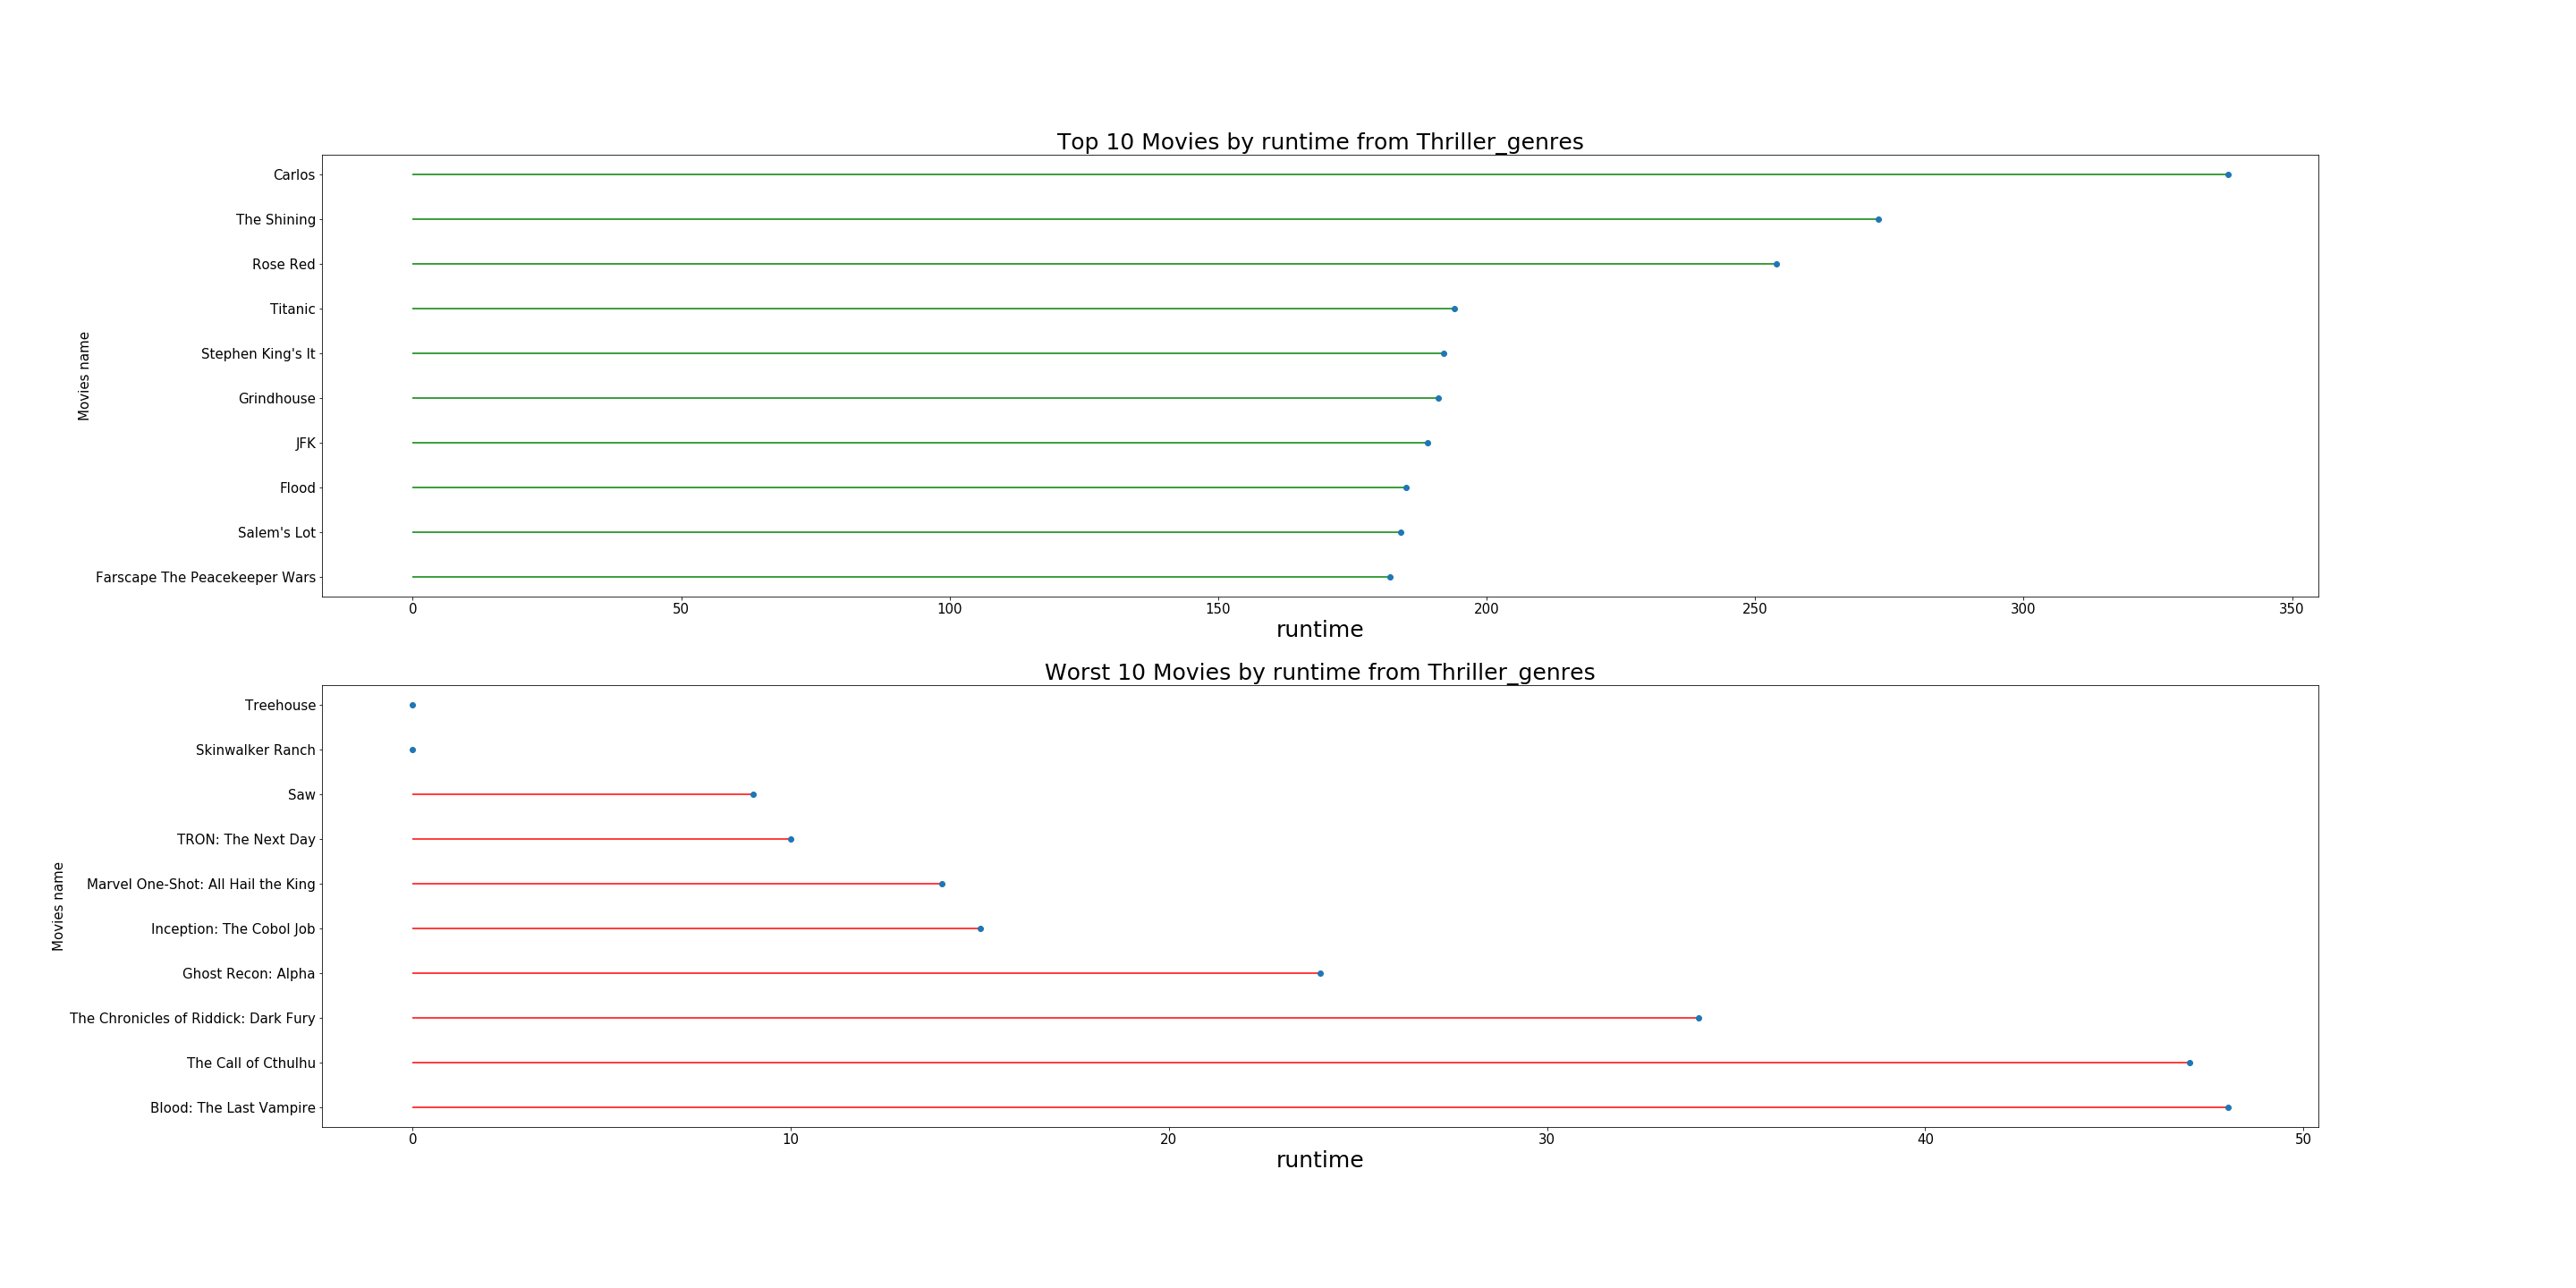 Top 10 Movies by runtime from Thriller_genres
Movies name
Carlos
The Shining
Rose Red
Titanic
Stephen King's It
Grindhouse
JFK
Flood
Salem's Lot
Farscape The Peacekeeper Wars
0 50 100 150 200 250 300 350
runtime
Worst 10 Movies by runtime from Thriller_genres
Movies name
Treehouse
Skinwalker Ranch
Saw
TRON: The Next Day
Marvel One-Shot: All Hail the King
Inception: The Cobol Job
Ghost Recon: Alpha
The Chronicles of Riddick: Dark Fury
The Call of Cthulhu
Blood: The Last Vampire
0 10 20 30 40 50
runtime